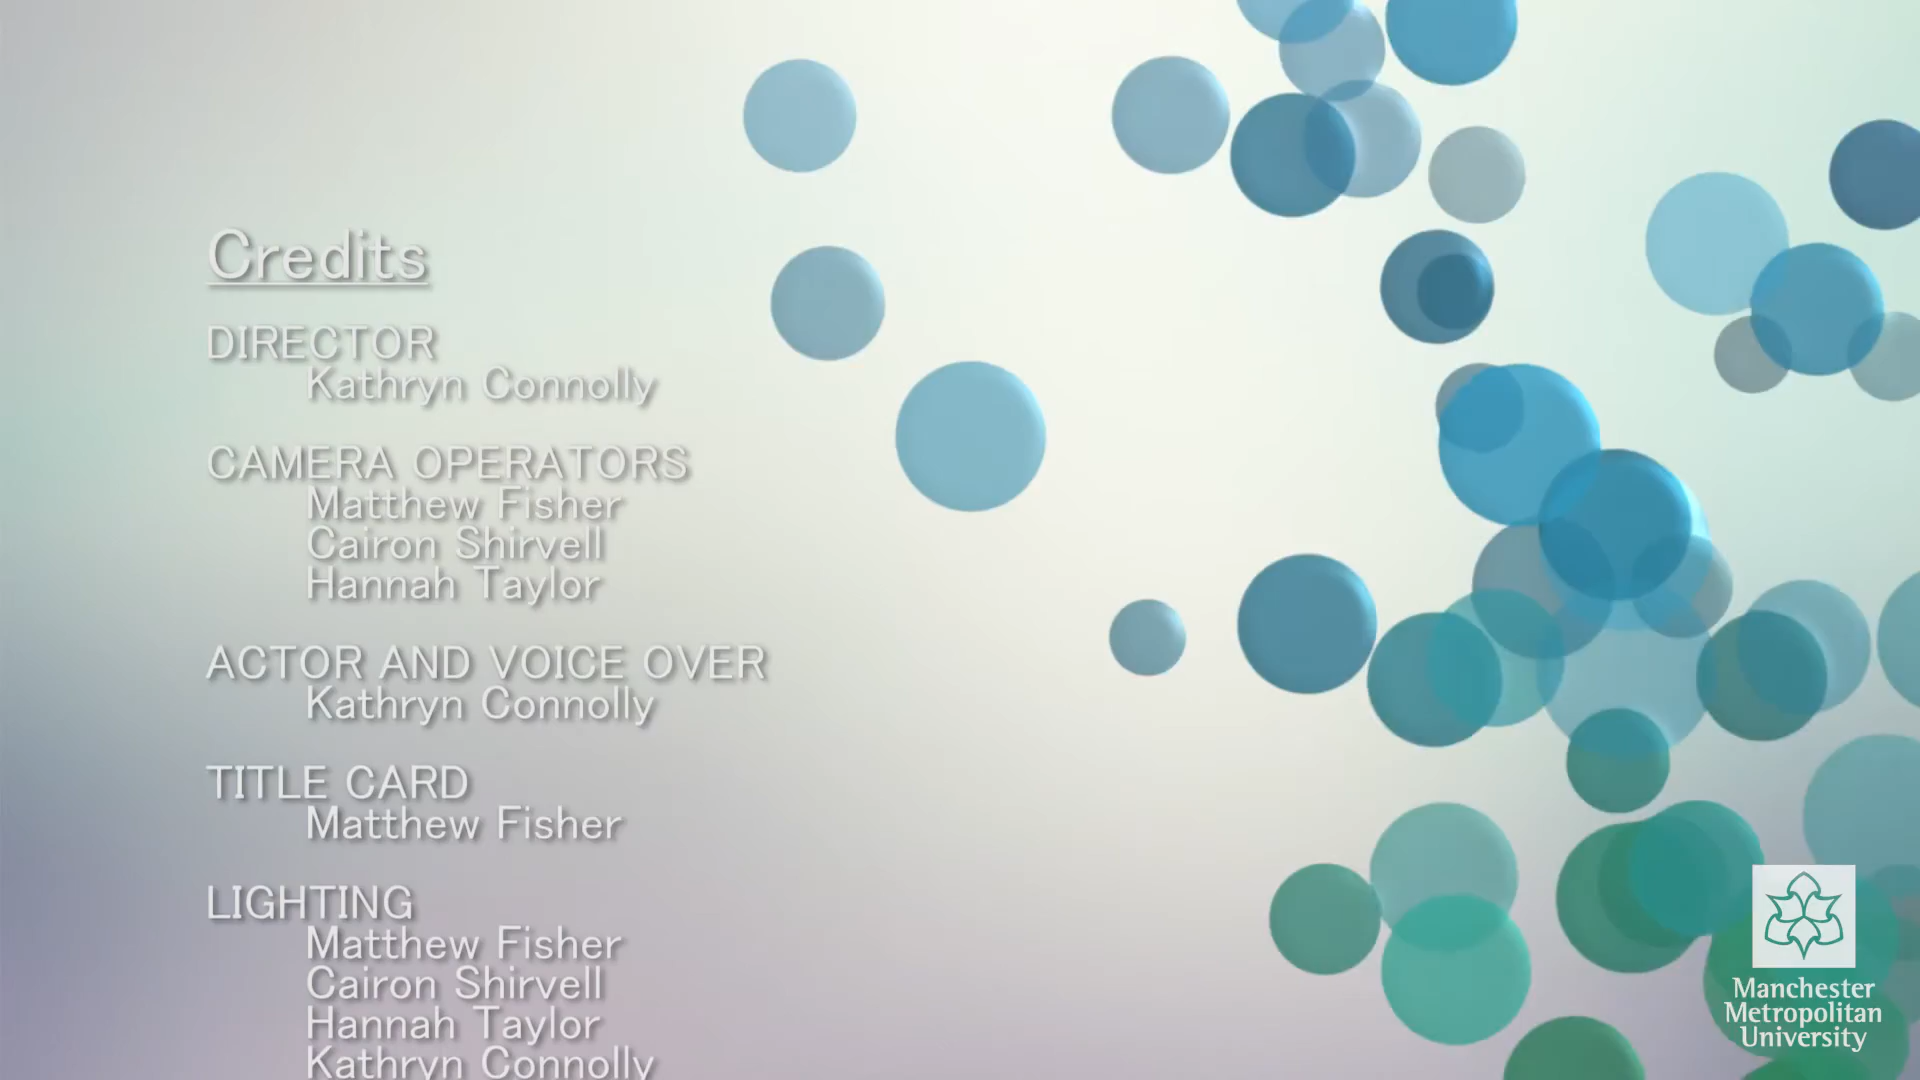 Credits
DIRECTOR
Kathryn Connolly
CAMERA OPERATORS
Matthew Fisher
Cairon Shirvell
Hannah Taylor
ACTOR AND VOICE OVER
Kathryn Connolly
TITLE CARD
Matthew Fisher
LIGHTING
Matthew Fisher
Cairon Shirvell
Hannah Taylor
Kathryn Connolly
Manchester
Metropolitan
University